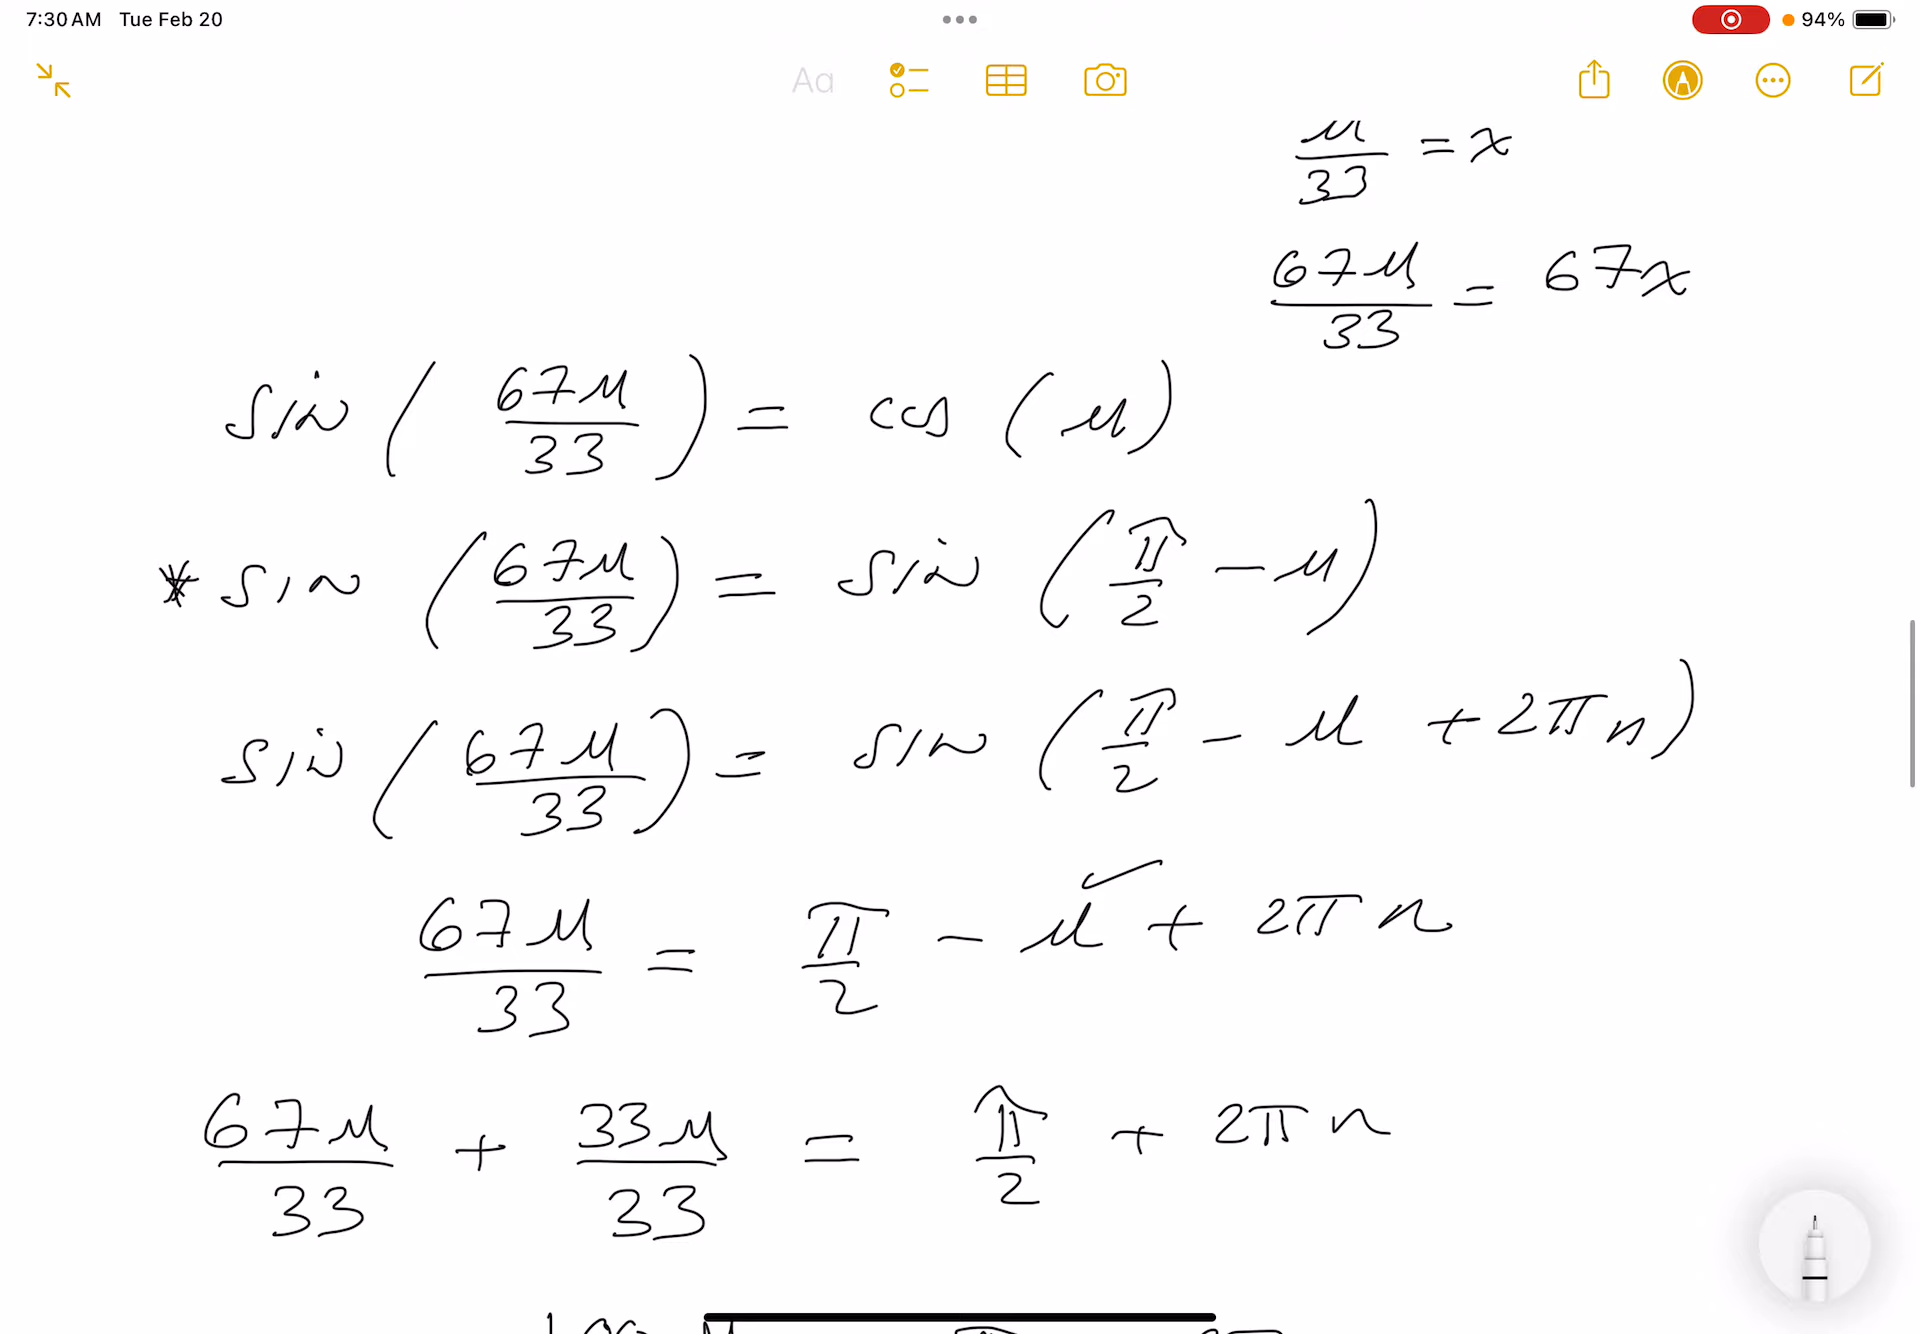 7:30 AM Tue Feb 20 94%
Aa
u/33 = x
67u/33 = 67x
sin (67u/33) = cos (u)
* sin (67u/33) = sin (π/2 - u)
sin (67u/33) = sin (π/2 - u + 2πn)
67u/33 = π/2 - u + 2πn
67u/33 + 33u/33 = π/2 + 2πn